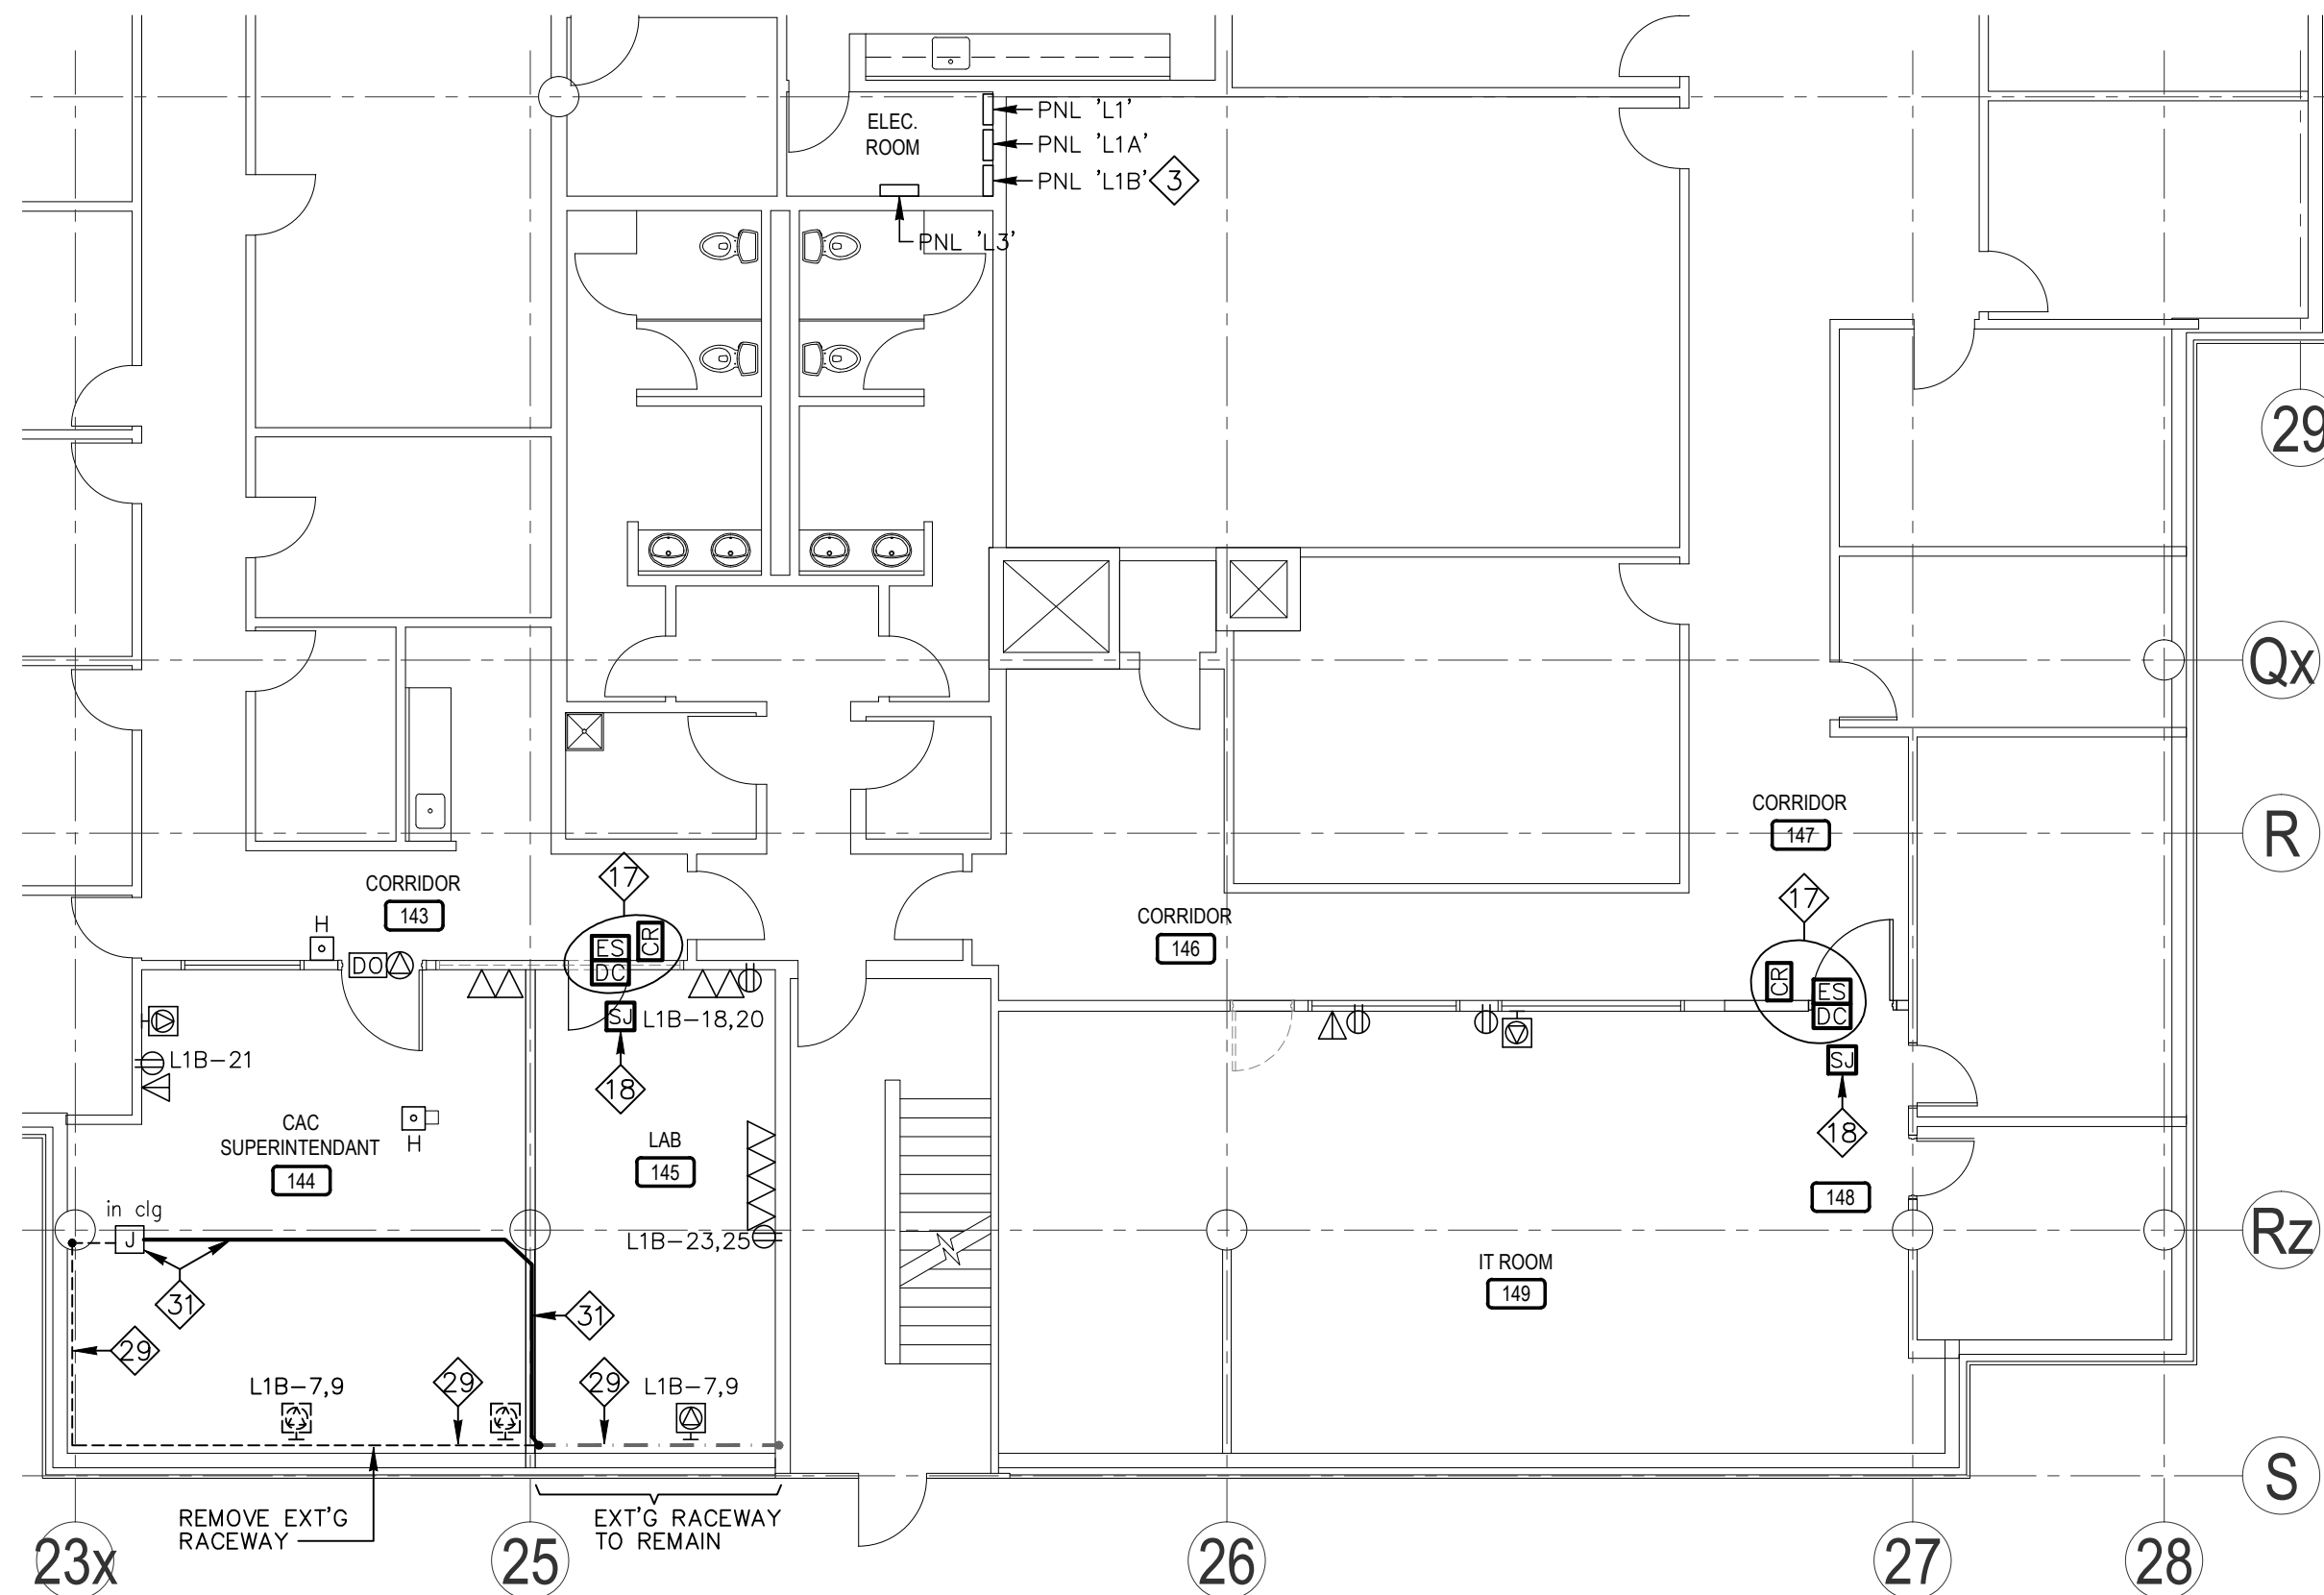 PNL 'L1'
ELEC.
ROOM
PNL 'L1A'
PNL 'L1B'
3
PNL 'L3'
29
Qx
R
CORRIDOR
147
CORRIDOR
143
17
17
H
DO
ES
CR
DC
CORRIDOR
146
CR
ES
DC
SJ
L1B-18,20
18
L1B-21
SJ
18
CAC
SUPERINTENDANT
144
H
LAB
145
148
in clg
J
L1B-23,25
Rz
31
31
IT ROOM
149
29
L1B-7,9
29
29
L1B-7,9
S
REMOVE EXT'G
RACEWAY
EXT'G RACEWAY
TO REMAIN
23x
25
26
27
28